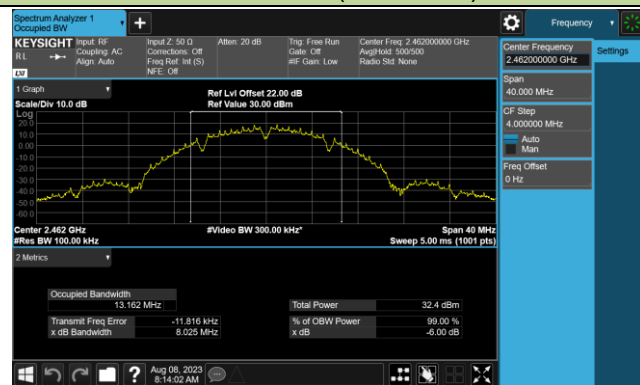 Spectrum Analyzer 1
Occupied BW
Frequency
KEYSIGHT
RL
Input: RF
Coupling: AC
Align: Auto
Input Z: 50 Ω
Corrections: Off
Freq Ref: Int (S)
NFE: Off
Atten: 20 dB
Trig: Free Run
Gate: Off
#IF Gain: Low
Center Freq: 2.462000000 GHz
Avg|Hold: 500/500
Radio Std: None
LXI
Center Frequency
2.462000000 GHz
Settings
Span
40.000 MHz
CF Step
4.000000 MHz
Auto
Man
Freq Offset
0 Hz
1 Graph
Scale/Div 10.0 dB
Ref Lvl Offset 22.00 dB
Ref Value 30.00 dBm
Log
20.0
10.0
0.00
-10.0
-20.0
-30.0
-40.0
-50.0
-60.0
Center 2.462 GHz
#Video BW 300.00 kHz*
Span 40 MHz
#Res BW 100.00 kHz
Sweep 5.00 ms (1001 pts)
2 Metrics
Occupied Bandwidth
13.162 MHz
Total Power 32.4 dBm
Transmit Freq Error -11.816 kHz
% of OBW Power 99.00 %
x dB Bandwidth 8.025 MHz
x dB -6.00 dB
?
Aug 08, 2023
8:14:02 AM